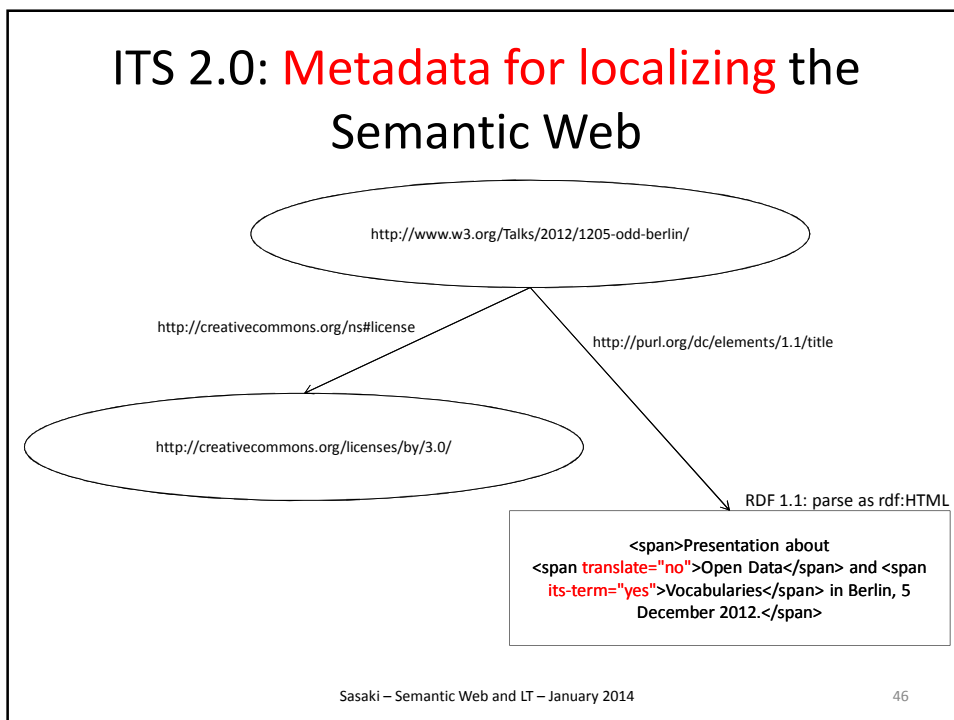 ITS 2.0: Metadata for localizing the
Semantic Web
http://www.w3.org/Talks/2012/1205-odd-berlin/
http://creativecommons.org/ns#license
http://purl.org/dc/elements/1.1/title
http://creativecommons.org/licenses/by/3.0/
RDF 1.1: parse as rdf:HTML
<span>Presentation about
<span translate="no">Open Data</span> and <span
its-term="yes">Vocabularies</span> in Berlin, 5
December 2012.</span>
Sasaki – Semantic Web and LT – January 2014
46